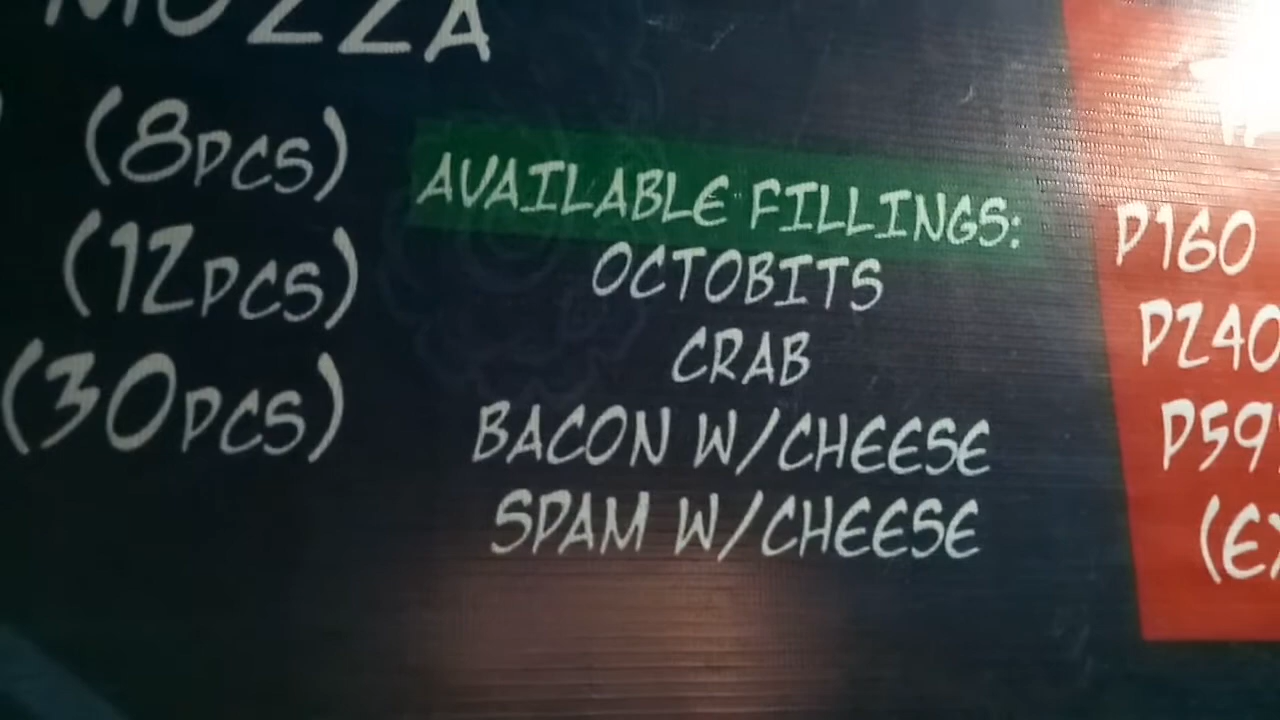 MOZZA
(8PCS)
(12PCS)
(30PCS)
AVAILABLE FILLINGS:
OCTOBITS
CRAB
BACON W/CHEESE
SPAM W/CHEESE
P160
P240
P59